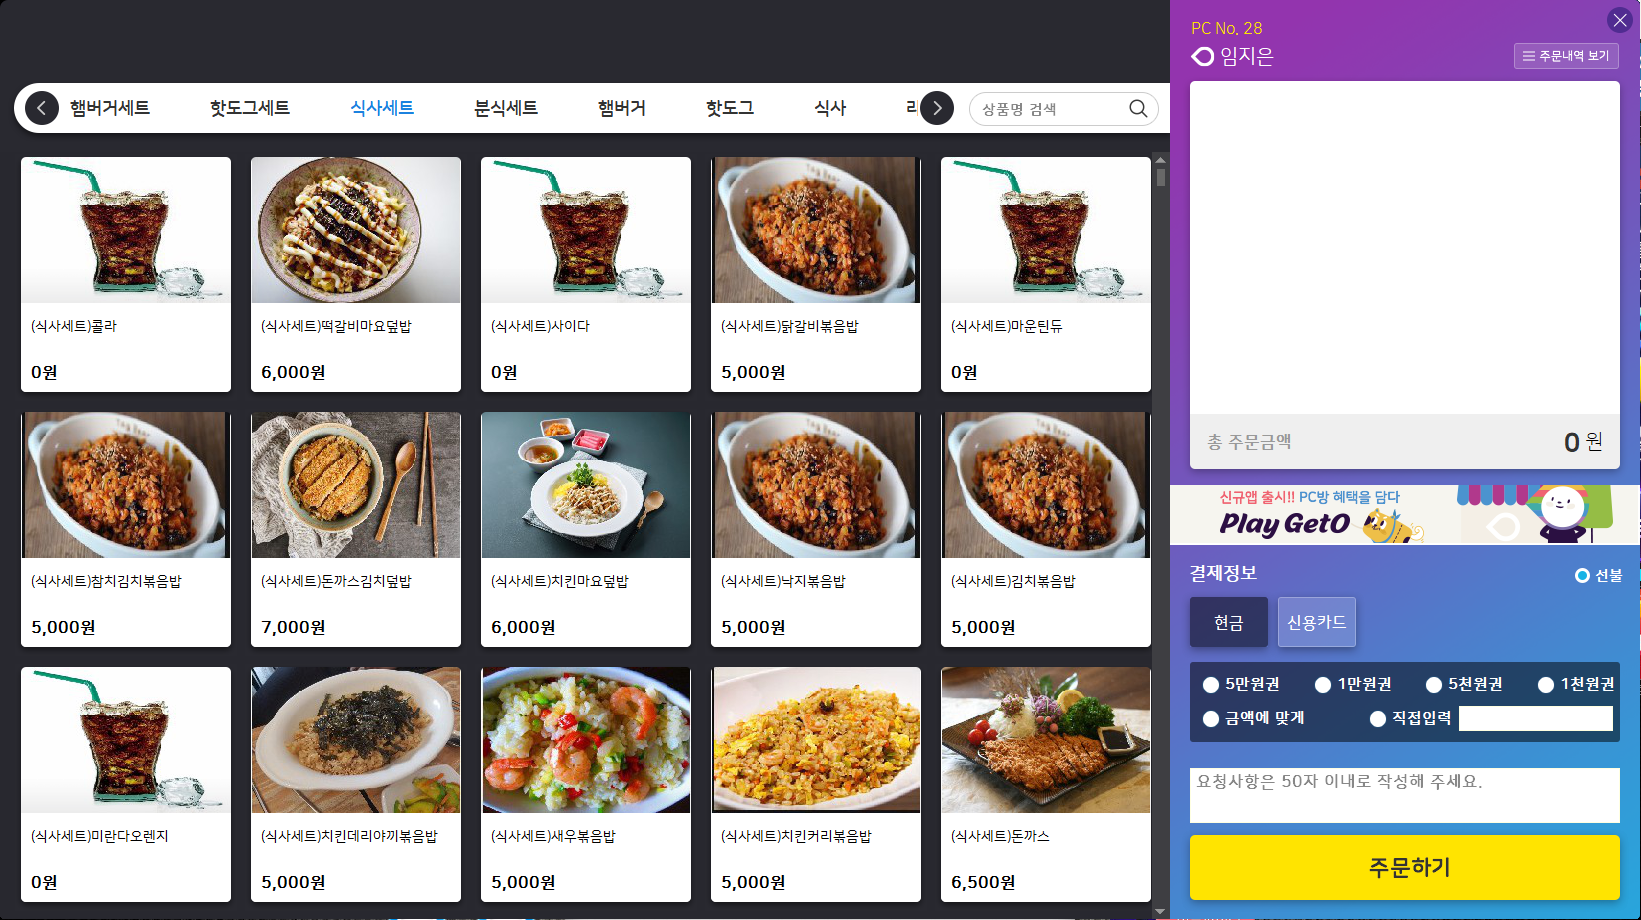 햄버거세트 핫도그세트 식사세트 분식세트 햄버거 핫도그 식사
상품명 검색
(식사세트)콜라
0원
(식사세트)떡갈비마요덮밥
6,000원
(식사세트)사이다
0원
(식사세트)닭갈비볶음밥
5,000원
(식사세트)마운틴듀
0원
(식사세트)참치김치볶음밥
5,000원
(식사세트)돈까스김치덮밥
7,000원
(식사세트)치킨마요덮밥
6,000원
(식사세트)낙지볶음밥
5,000원
(식사세트)김치볶음밥
5,000원
(식사세트)미란다오렌지
0원
(식사세트)치킨데리야끼볶음밥
5,000원
(식사세트)새우볶음밥
5,000원
(식사세트)치킨커리볶음밥
5,000원
(식사세트)돈까스
6,500원
PC No. 28
임지은
주문내역 보기
총 주문금액 0 원
신규앱 출시!! PC방 혜택을 담다
Play GetO
결제정보 선불
현금 신용카드
5만원권 1만원권 5천원권 1천원권
금액에 맞게 직접입력
요청사항은 50자 이내로 작성해 주세요.
주문하기